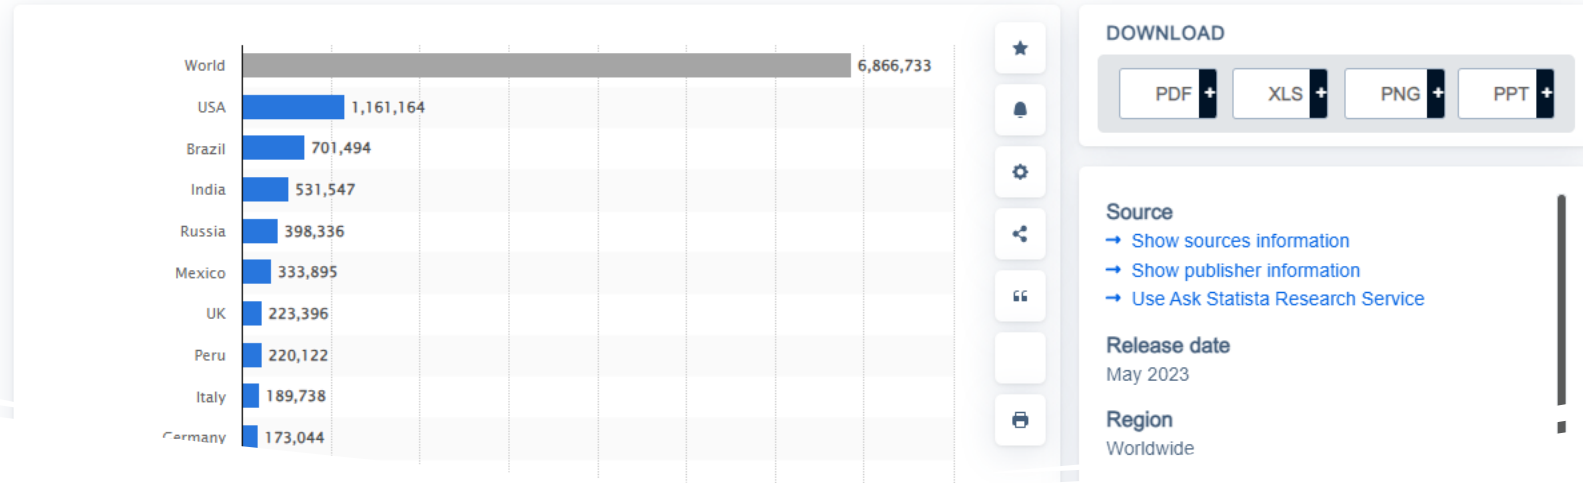 World 6,866,733
USA 1,161,164
Brazil 701,494
India 531,547
Russia 398,336
Mexico 333,895
UK 223,396
Peru 220,122
Italy 189,738
Germany 173,044
DOWNLOAD
PDF + XLS + PNG + PPT +
Source
→ Show sources information
→ Show publisher information
→ Use Ask Statista Research Service
Release date
May 2023
Region
Worldwide